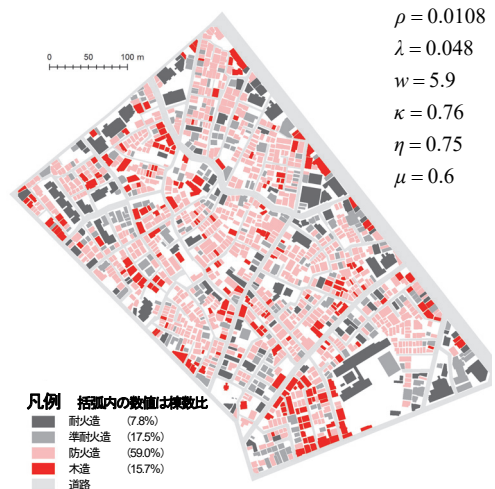 0 50 100 m
ρ = 0.0108
λ = 0.048
w = 5.9
κ = 0.76
η = 0.75
μ = 0.6
凡例 括弧内の数値は棟数比
耐火造 (7.8%)
準耐火造 (17.5%)
防火造 (59.0%)
木造 (15.7%)
道路